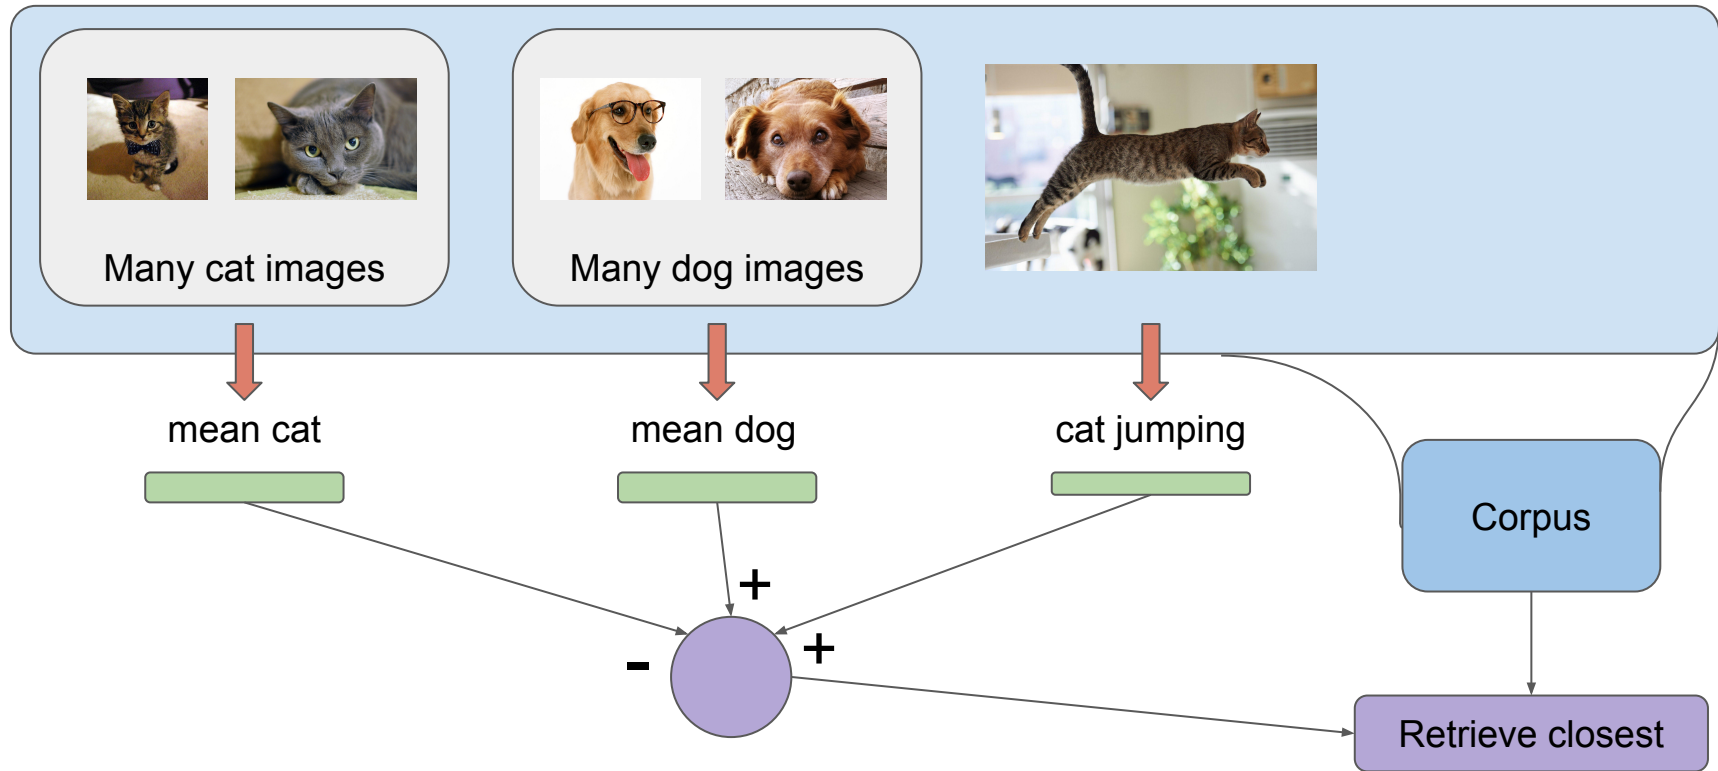 Many cat images
Many dog images
mean cat
mean dog
cat jumping
Corpus
+
-
+
Retrieve closest